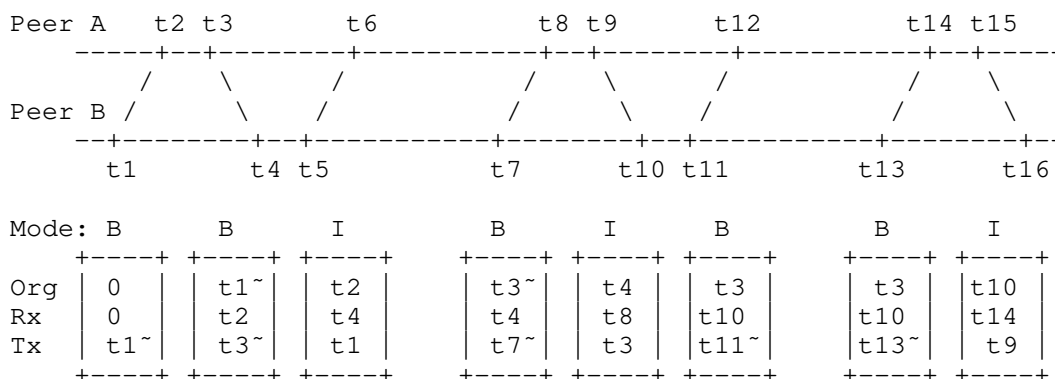 Peer A t2 t3 t6 t8 t9 t12 t14 t15
Peer B
t1 t4 t5 t7 t10 t11 t13 t16
Mode: B B I B I B B I
Org | 0 | | t1~| | t2 | | t3~| | t4 | | t3 | | t3 | |t10 |
Rx | 0 | | t2 | | t4 | | t4 | | t8 | |t10 | |t10 | |t14 |
Tx | t1~| | t3~| | t1 | | t7~| | t3 | |t11~| |t13~| | t9 |